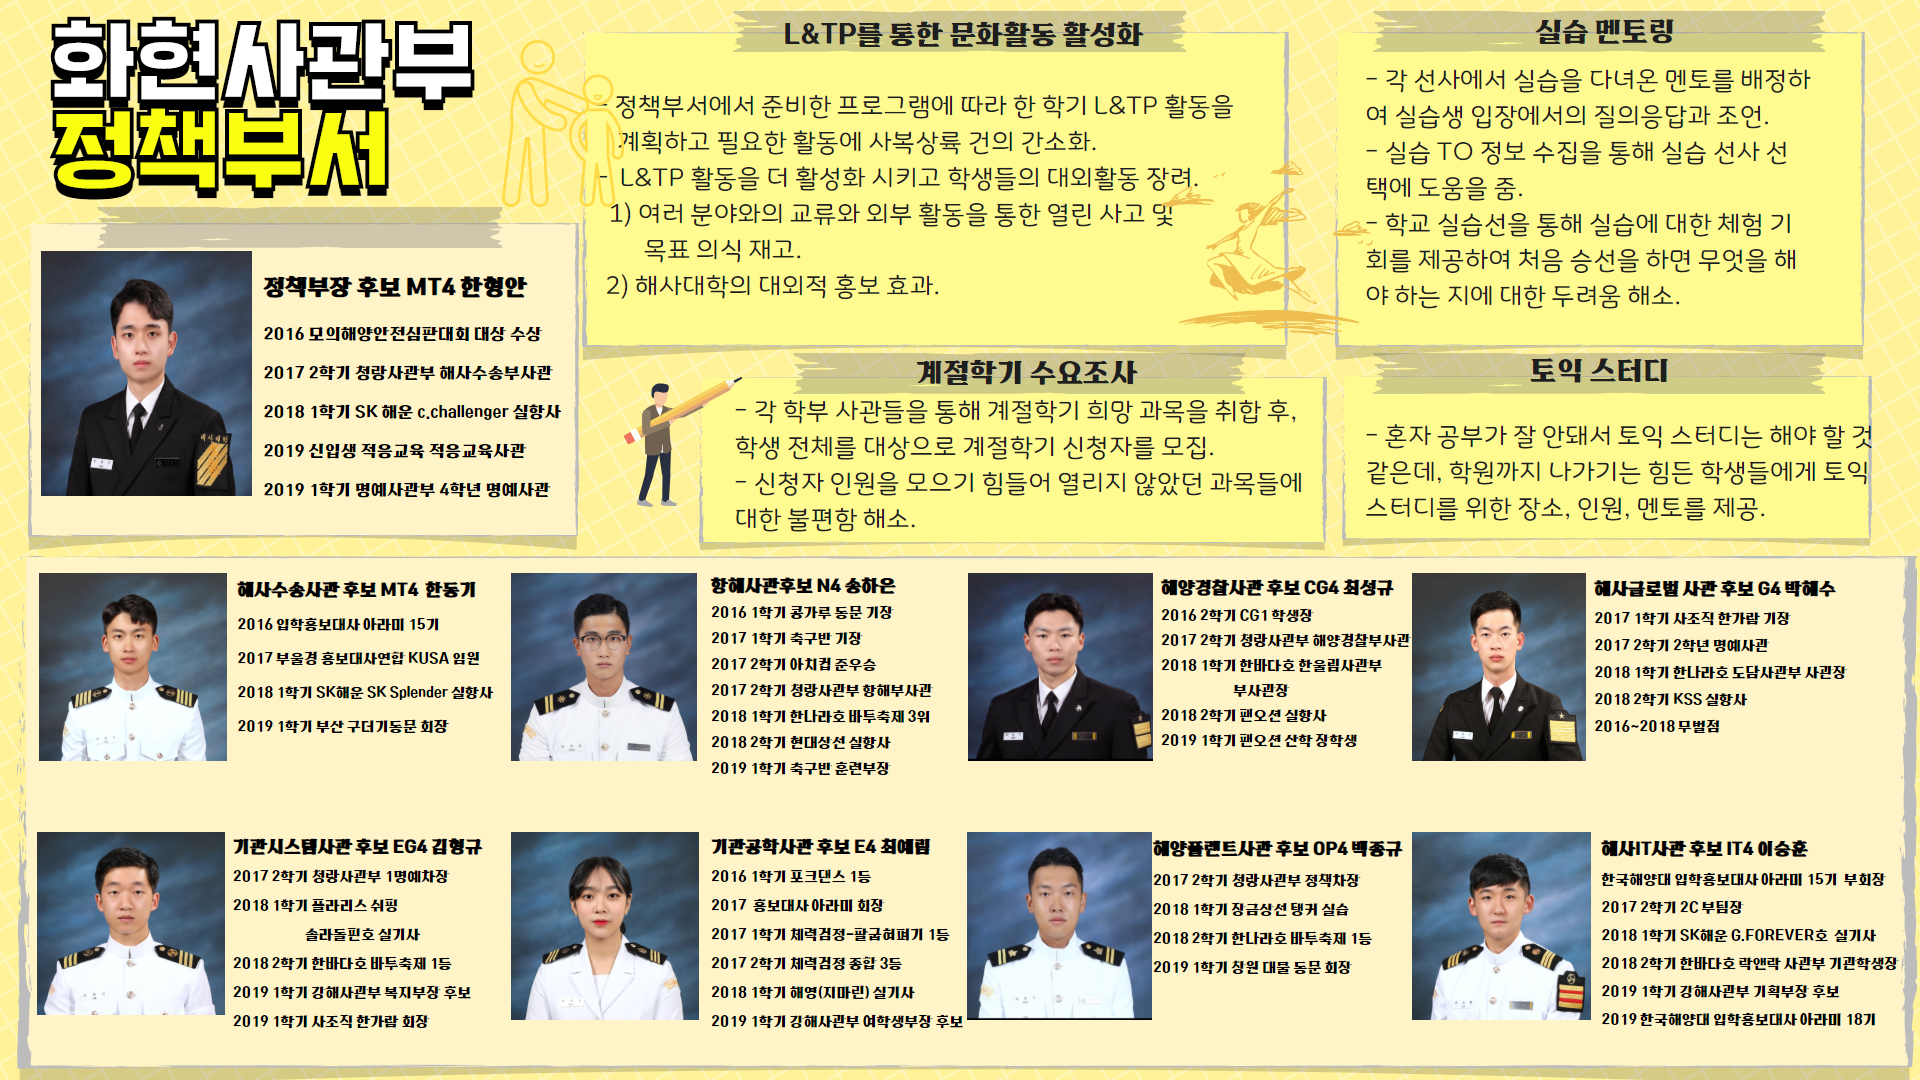 화현사관부
정책부서
정책부장 후보 MT4 한형안
2016 모의해양안전심판대회 대상 수상
2017 2학기 청람사관부 해사수송부사관
2018 1학기 SK 해운 c.challenger 실항사
2019 신입생 적응교육 적응교육사관
2019 1학기 명예사관부 4학년 명예사관
L&TP를 통한 문화활동 활성화
- 정책부서에서 준비한 프로그램에 따라 한 학기 L&TP 활동을
계획하고 필요한 활동에 사복상륙 건의 간소화.
- L&TP 활동을 더 활성화 시키고 학생들의 대외활동 장려.
1) 여러 분야와의 교류와 외부 활동을 통한 열린 사고 및
목표 의식 재고.
2) 해사대학의 대외적 홍보 효과.
실습 멘토링
- 각 선사에서 실습을 다녀온 멘토를 배정하
여 실습생 입장에서의 질의응답과 조언.
- 실습 TO 정보 수집을 통해 실습 선사 선
택에 도움을 줌.
- 학교 실습선을 통해 실습에 대한 체험 기
회를 제공하여 처음 승선을 하면 무엇을 해
야 하는 지에 대한 두려움 해소.
계절학기 수요조사
- 각 학부 사관들을 통해 계절학기 희망 과목을 취합 후,
학생 전체를 대상으로 계절학기 신청자를 모집.
- 신청자 인원을 모으기 힘들어 열리지 않았던 과목들에
대한 불편함 해소.
토익 스터디
- 혼자 공부가 잘 안돼서 토익 스터디는 해야 할 것
같은데, 학원까지 나가기는 힘든 학생들에게 토익
스터디를 위한 장소, 인원, 멘토를 제공.
해사수송사관 후보 MT4 한동기
2016 입학홍보대사 아라미 15기
2017 부울경 홍보대사연합 KUSA 임원
2018 1학기 SK해운 SK Splender 실항사
2019 1학기 부산 구더기동문 회장
항해사관후보 N4 송하은
2016 1학기 콩가루 동문 기장
2017 1학기 축구반 기장
2017 2학기 아치컵 준우승
2017 2학기 청람사관부 항해부사관
2018 1학기 한나라호 바투축제 3위
2018 2학기 현대상선 실항사
2019 1학기 축구반 훈련부장
해양경찰사관 후보 CG4 최성규
2016 2학기 CG1 학생장
2017 2학기 청람사관부 해양경찰부사관
2018 1학기 한바다호 한울림사관부
부사관장
2018 2학기 팬오션 실항사
2019 1학기 팬오션 산학 장학생
해사글로벌 사관 후보 G4 박해수
2017 1학기 사조직 한가람 기장
2017 2학기 2학년 명예사관
2018 1학기 한나라호 도담사관부 사관장
2018 2학기 KSS 실항사
2016~2018 무벌점
기관시스템사관 후보 EG4 김형규
2017 2학기 청람사관부 1명예차장
2018 1학기 플라리스 쉬핑
솔라돌핀호 실기사
2018 2학기 한바다호 바투축제 1등
2019 1학기 강해사관부 복지부장 후보
2019 1학기 사조직 한가람 회장
기관공학사관 후보 E4 최예림
2016 1학기 포크댄스 1등
2017 홍보대사 아라미 회장
2017 1학기 체력검정-팔굽혀펴기 1등
2017 2학기 체력검정 종합 3등
2018 1학기 해영(지마린) 실기사
2019 1학기 강해사관부 여학생부장 후보
해양플랜트사관 후보 OP4 백종규
2017 2학기 청람사관부 정책차장
2018 1학기 장금상선 탱커 실습
2018 2학기 한나라호 바투축제 1등
2019 1학기 창원 대물 동문 회장
해사IT사관 후보 IT4 이승훈
한국해양대 입학홍보대사 아라미 15기 부회장
2017 2학기 2C 부팀장
2018 1학기 SK해운 G.FOREVER호 실기사
2018 2학기 한바다호 락앤락 사관부 기관학생장
2019 1학기 강해사관부 기획부장 후보
2019 한국해양대 입학홍보대사 아라미 18기